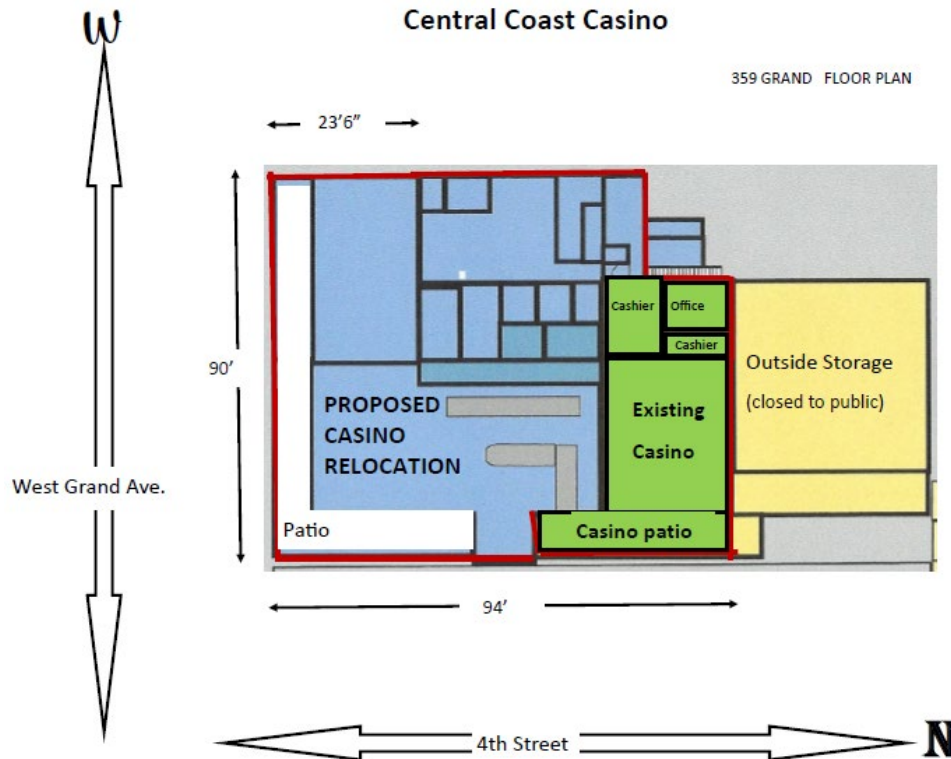 W
Central Coast Casino
359 GRAND FLOOR PLAN
23'6"
Cashier
Office
Cashier
90'
Outside Storage
(closed to public)
PROPOSED
CASINO
RELOCATION
Existing
Casino
West Grand Ave.
Patio
Casino patio
94'
4th Street
N